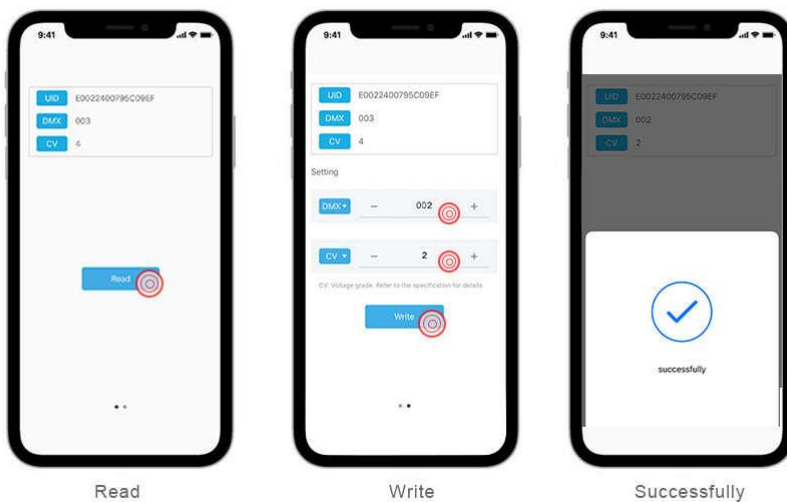 9:41
UID E0022400795C09EF
DMX 003
CV 4
Read
Read
9:41
UID E0022400795C09EF
DMX 003
CV 4
Setting
DMX - 002 +
CV - 2 +
CV: Voltage grade. Refer to the specification for details
Write
Write
9:41
UID E0022400795C09EF
DMX 002
CV 2
successfully
Successfully